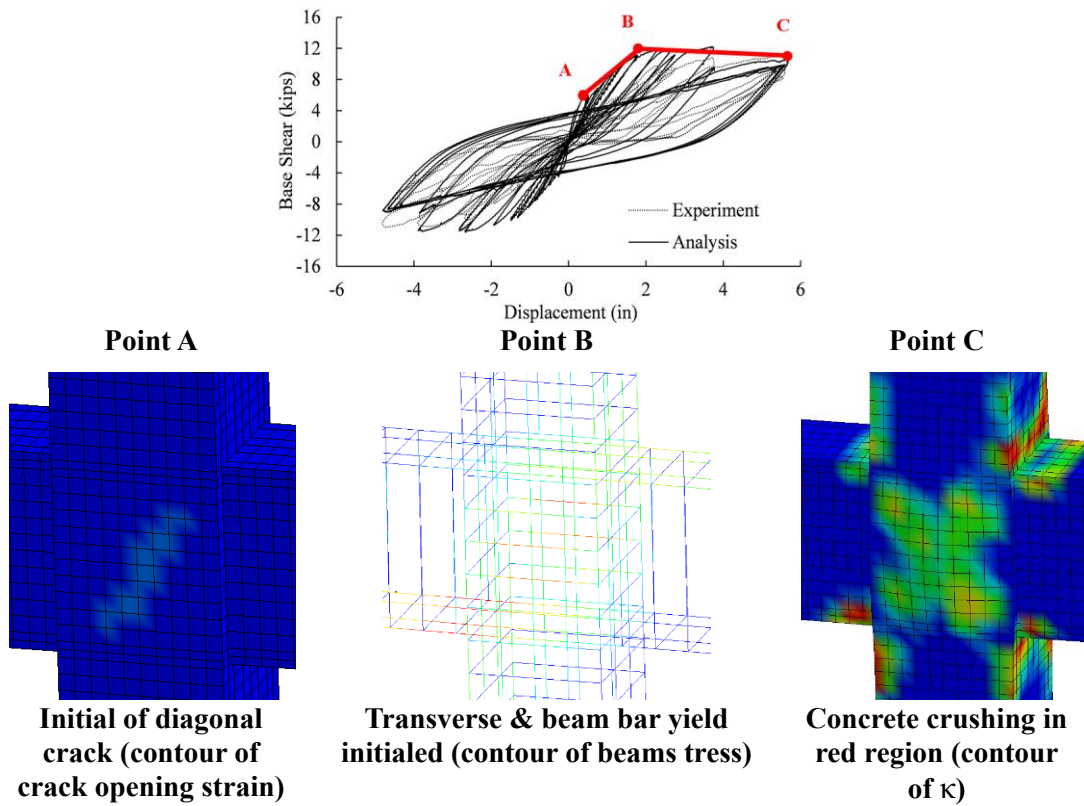 B
C
A
16
12
8
4
0
-4
-8
-12
-16
Base Shear (kips)
Experiment
Analysis
-6
-4
-2
0
2
4
6
Displacement (in)
Point A
Point B
Point C
Initial of diagonal
crack (contour of
crack opening strain)
Transverse & beam bar yield
initialed (contour of beams tress)
Concrete crushing in
red region (contour
of κ)